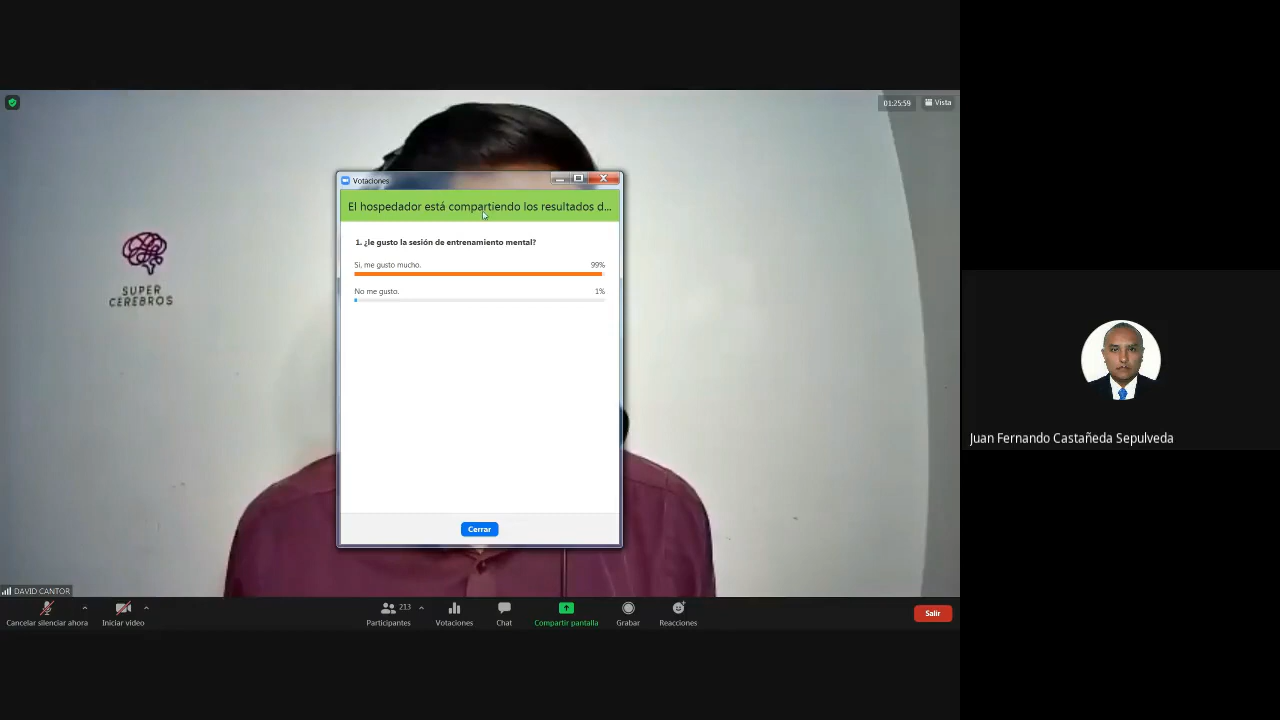 01:25:59
Vista
Votaciones
El hospedador está compartiendo los resultados d...
1. ¿le gusto la sesión de entrenamiento mental?
Si, me gusto mucho. 99%
No me gusto. 1%
SUPER
CEREBROS
Cerrar
Juan Fernando Castañeda Sepulveda
DAVID CANTOR
213
Cancelar silenciar ahora
Iniciar video
Participantes
Votaciones
Chat
Compartir pantalla
Grabar
Reacciones
Salir